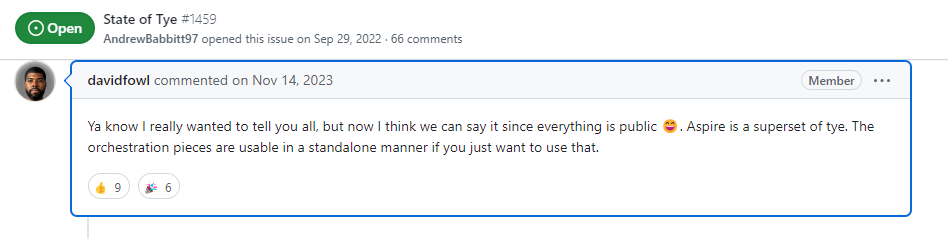 Open
State of Tye #1459
AndrewBabbitt97 opened this issue on Sep 29, 2022 · 66 comments
davidfowl commented on Nov 14, 2023
Member
Ya know I really wanted to tell you all, but now I think we can say it since everything is public 😄. Aspire is a superset of tye. The
orchestration pieces are usable in a standalone manner if you just want to use that.
👍 9
🎉 6